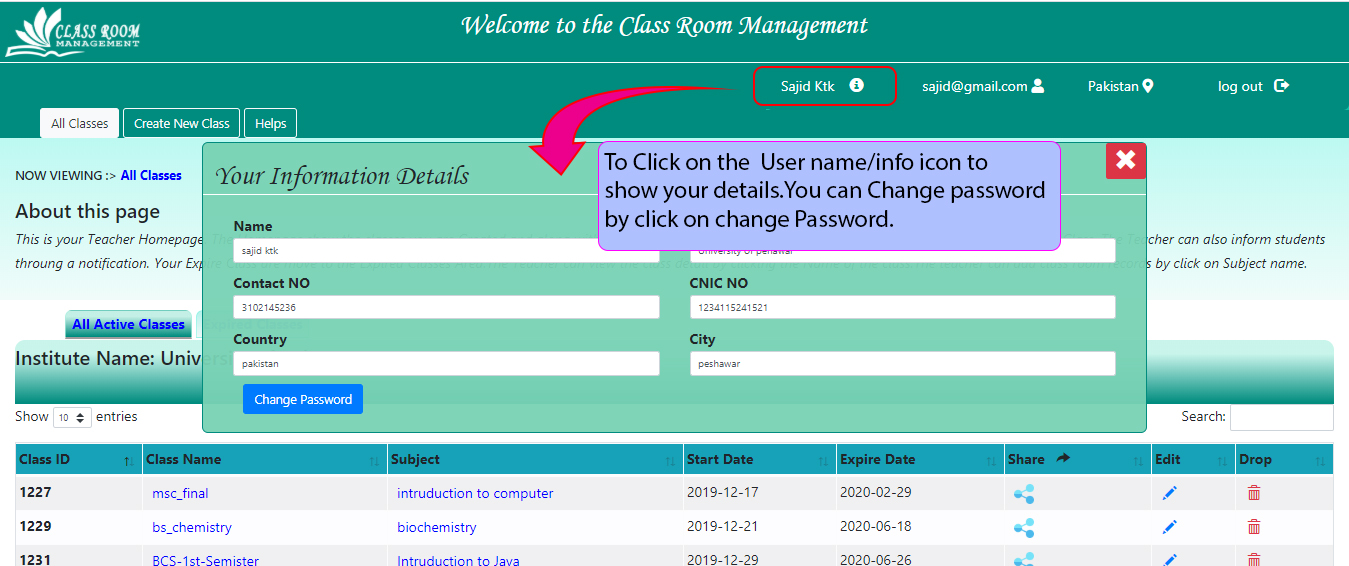 CLASS ROOM
MANAGEMENT
Welcome to the Class Room Management
Sajid Ktk
sajid@gmail.com
Pakistan
log out
All Classes
Create New Class
Helps
NOW VIEWING :> All Classes
About this page
This is your Teacher Homepage. The
Teacher can also inform students
throung a notification. Your Expire
records by click on Subject name.
Your Information Details
To Click on the  User name/info icon to
show your details.You can Change password
by click on change Password.
Name
sajid ktk
University of pehawar
Contact NO
CNIC NO
3102145236
1234115241521
Country
City
pakistan
peshawar
Change Password
All Active Classes
Expired Classes
Institute Name: Universi
Show 10 entries
Search:
Class ID Class Name Subject Start Date Expire Date Share Edit Drop
1227 msc_final intruduction to computer 2019-12-17 2020-02-29
1229 bs_chemistry biochemistry 2019-12-21 2020-06-18
1231 BCS-1st-Semister Intruduction to Java 2019-12-29 2020-06-26